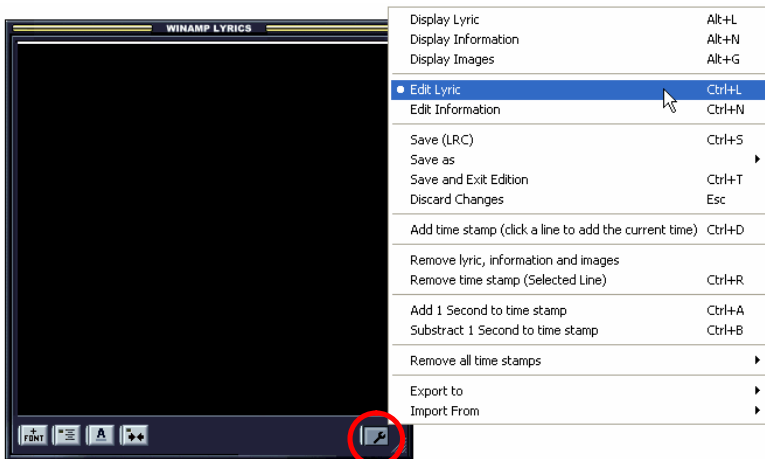 WINAMP LYRICS
Display Lyric Alt+L
Display Information Alt+N
Display Images Alt+G
Edit Lyric Ctrl+L
Edit Information Ctrl+N
Save (LRC) Ctrl+S
Save as
Save and Exit Edition Ctrl+T
Discard Changes Esc
Add time stamp (click a line to add the current time) Ctrl+D
Remove lyric, information and images
Remove time stamp (Selected Line) Ctrl+R
Add 1 Second to time stamp Ctrl+A
Substract 1 Second to time stamp Ctrl+B
Remove all time stamps
Export to
Import From
+ FONT A